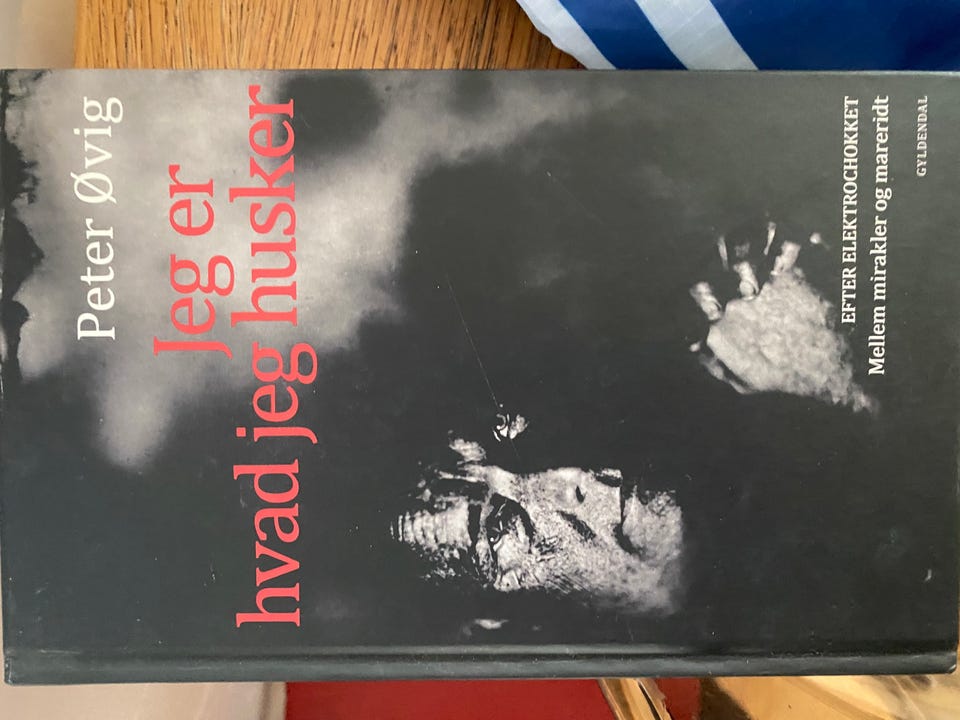 Peter Øvig
Jeg er
hvad jeg husker
EFTER ELEKTROCHOKKET
Mellem mirakler og mareridt
GYLDENDAL